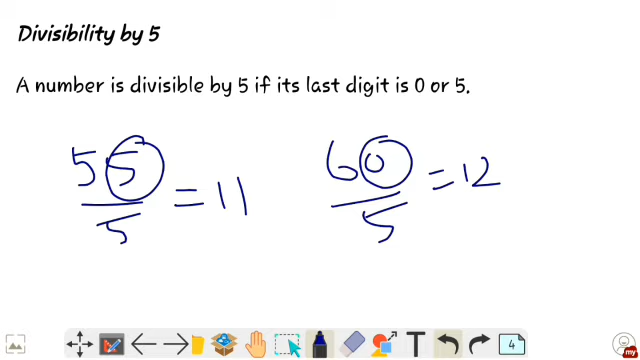 Divisibility by 5
A number is divisible by 5 if its last digit is 0 or 5.
55/5 = 11
60/5 = 12
T
4
my